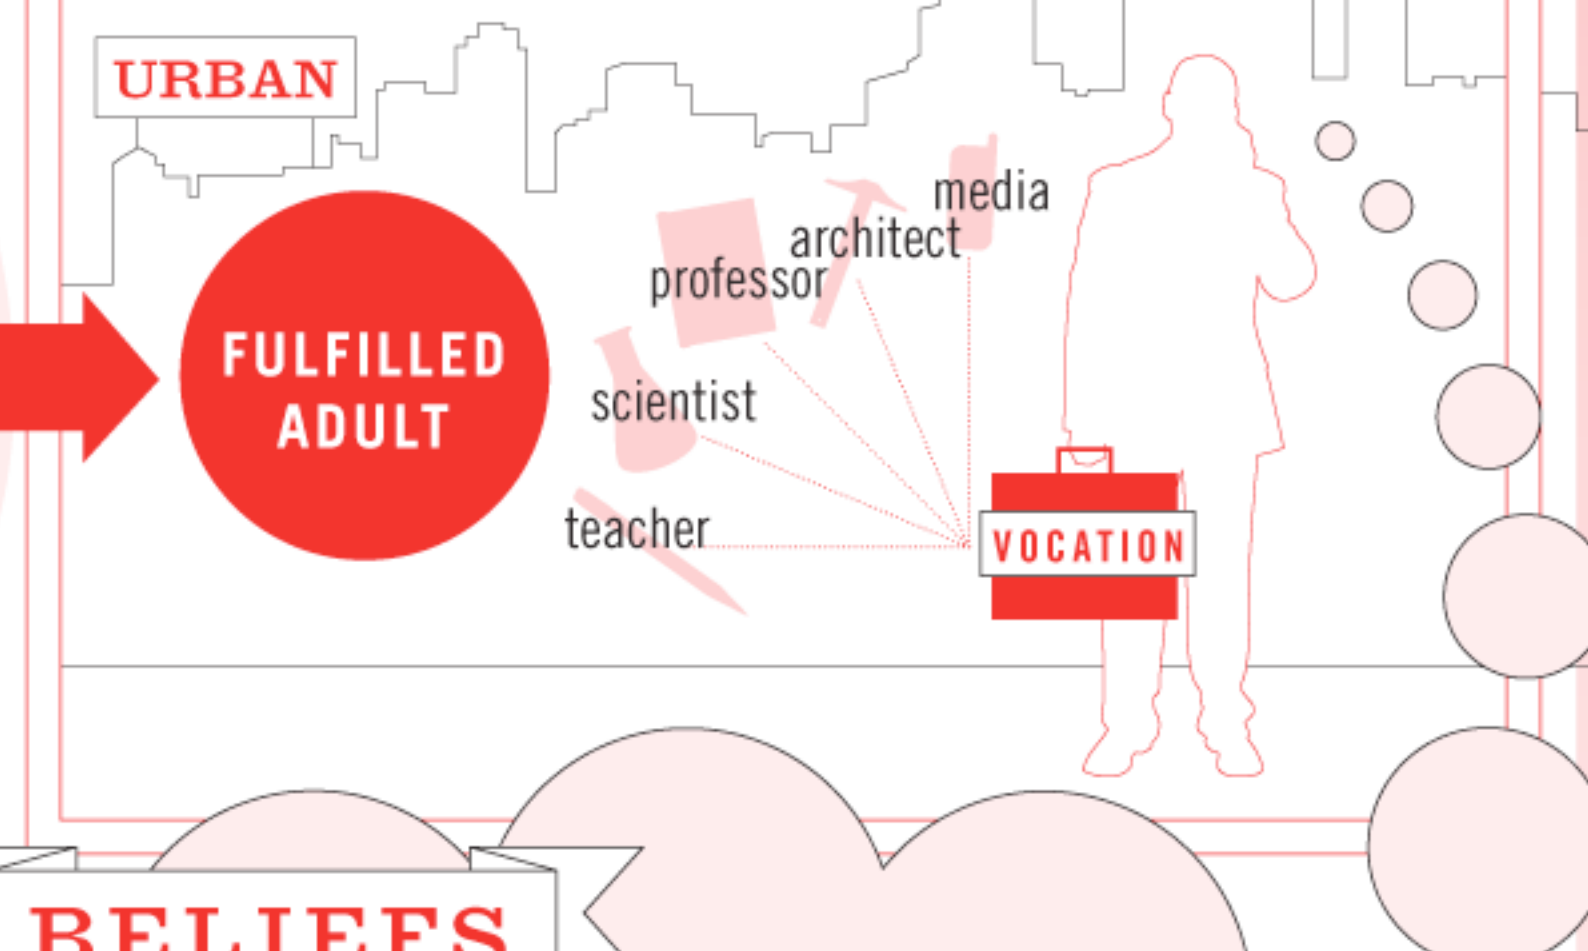 URBAN
FULFILLED
ADULT
media
architect
professor
scientist
teacher
VOCATION
BELIEFS